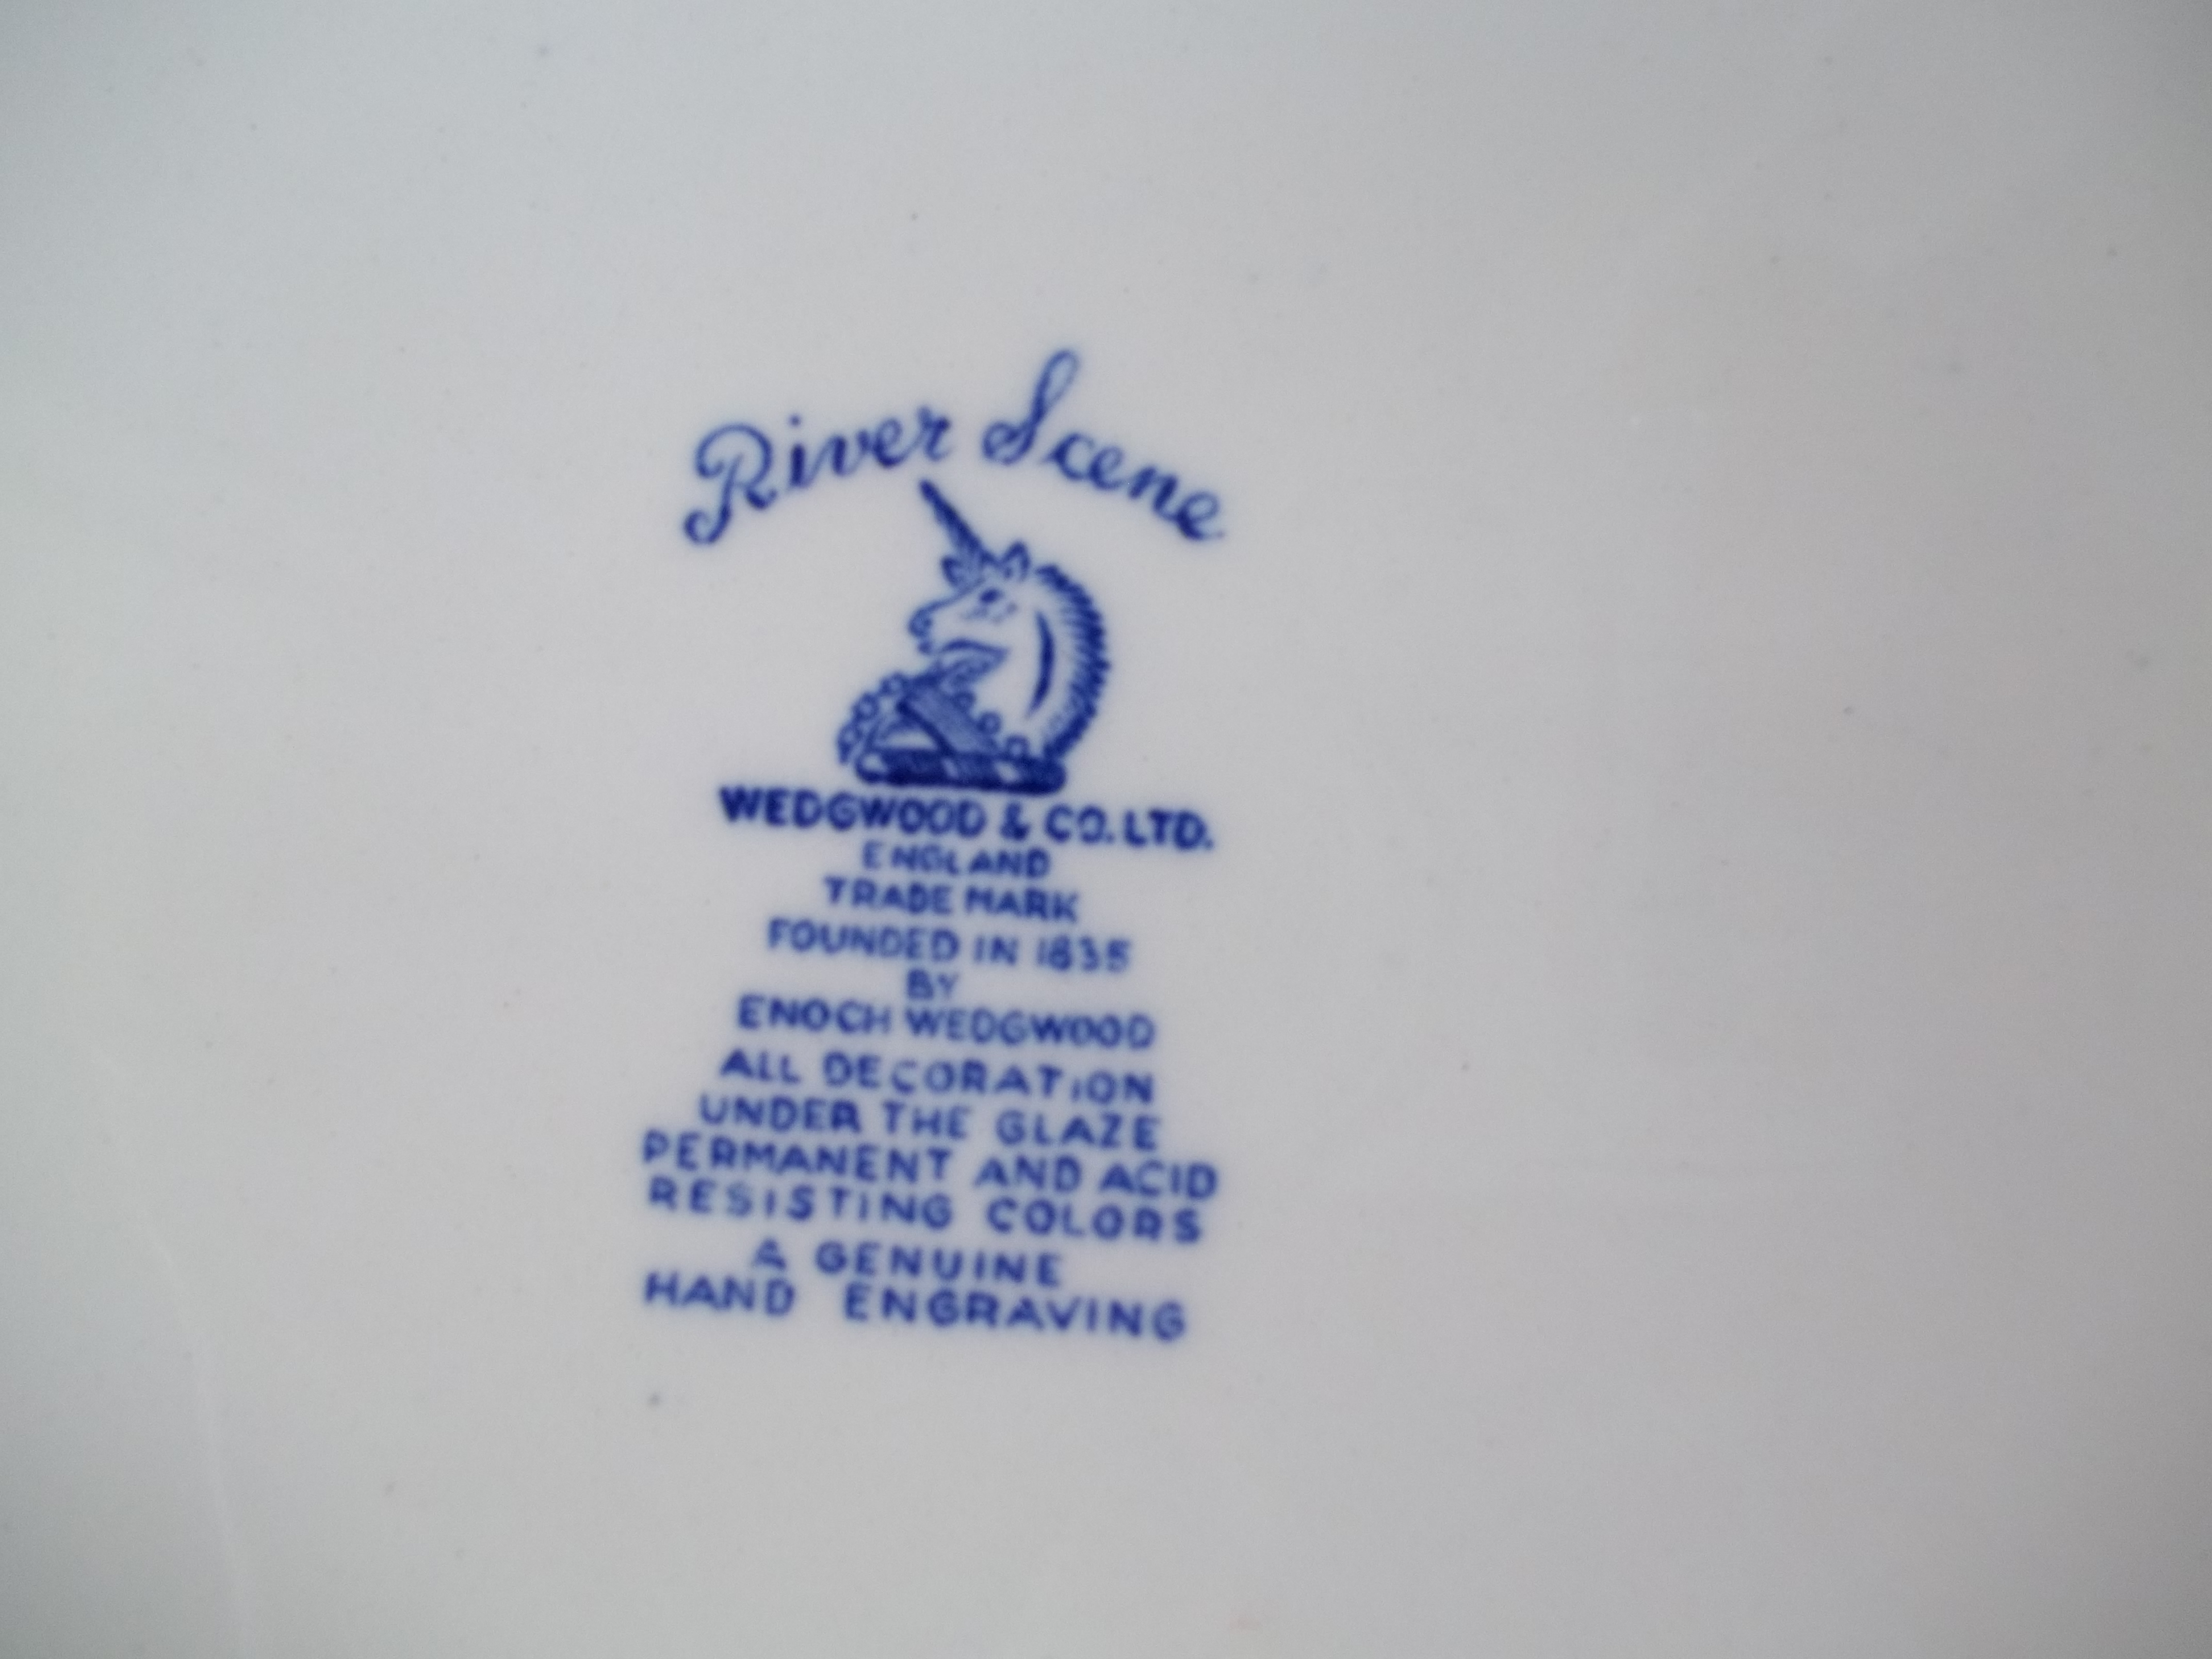 River Scene
WEDGWOOD & CO. LTD.
ENGLAND
TRADE MARK
FOUNDED IN 1835
BY
ENOCH WEDGWOOD
ALL DECORATION
UNDER THE GLAZE
PERMANENT AND ACID
RESISTING COLORS
A GENUINE
HAND ENGRAVING